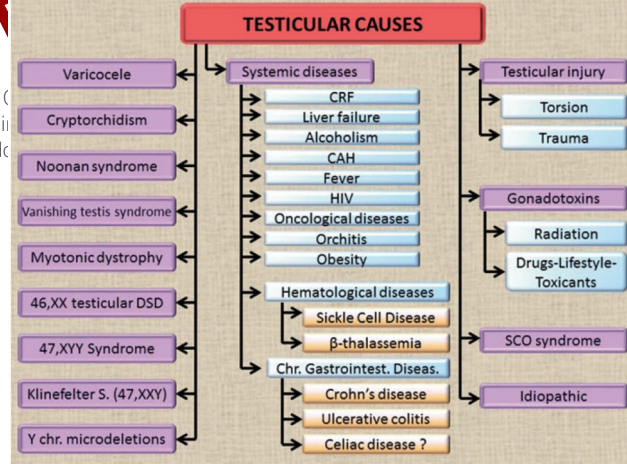 TESTICULAR CAUSES
Varicocele
Cryptorchidism
Noonan syndrome
Vanishing testis syndrome
Myotonic dystrophy
46,XX testicular DSD
47,XYY Syndrome
Klinefelter S. (47,XXY)
Y chr. microdeletions
Systemic diseases
CRF
Liver failure
Alcoholism
CAH
Fever
HIV
Oncological diseases
Orchitis
Obesity
Hematological diseases
Sickle Cell Disease
β-thalassemia
Chr. Gastrointest. Diseas.
Crohn's disease
Ulcerative colitis
Celiac disease ?
Testicular injury
Torsion
Trauma
Gonadotoxins
Radiation
Drugs-Lifestyle-
Toxicants
SCO syndrome
Idiopathic